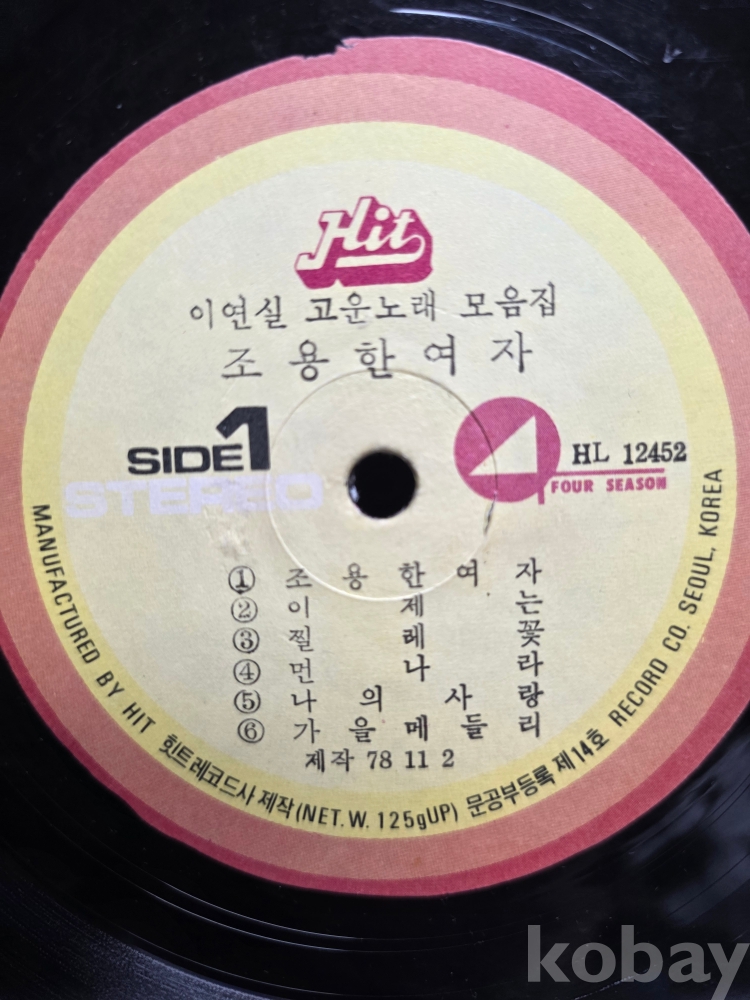 Hit
이연실 고운노래 모음집
조용한여자
SIDE 1
STEREO
HL 12452
FOUR SEASON
① 조용한여자
② 이제는
③ 찔레꽃
④ 먼나라
⑤ 나의사랑
⑥ 가을메들리
제작 78 11 2
MANUFACTURED BY HIT 힛트레코드사 제작(NET.W. 125gUP) 문공부등록 제14호 RECORD CO. SEOUL, KOREA
kobay